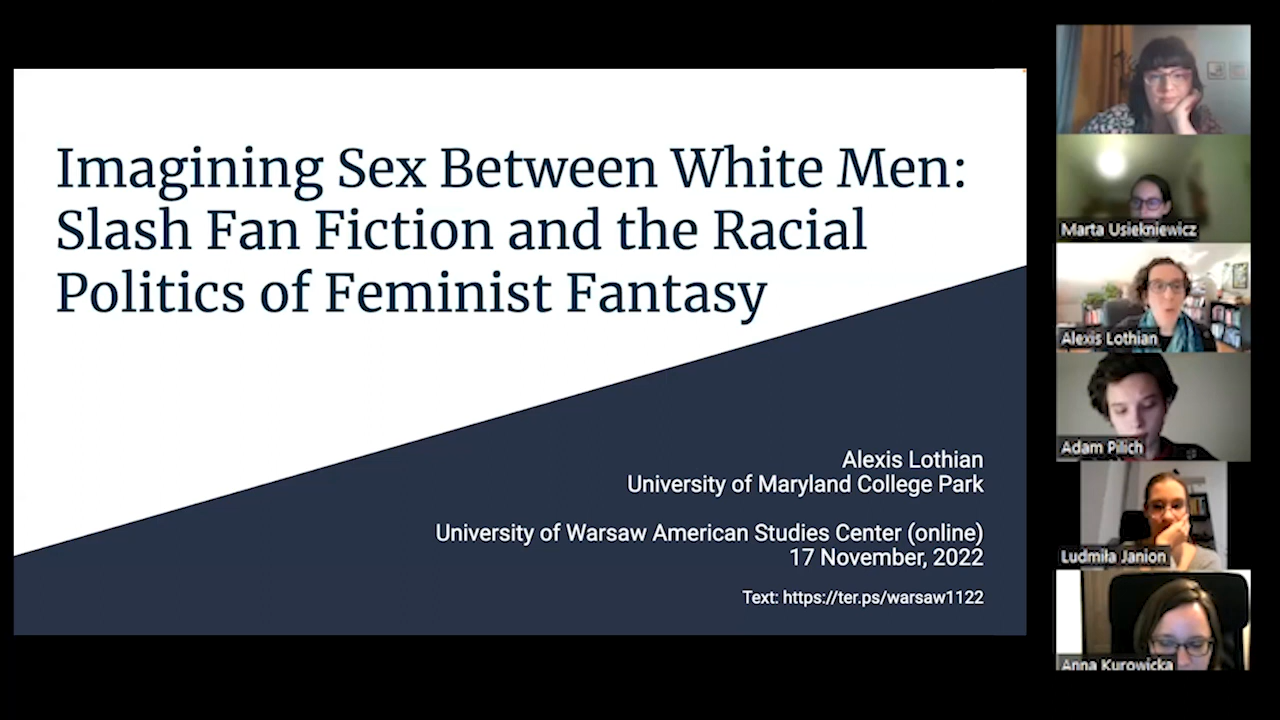 Imagining Sex Between White Men:
Slash Fan Fiction and the Racial
Politics of Feminist Fantasy
Alexis Lothian
University of Maryland College Park
University of Warsaw American Studies Center (online)
17 November, 2022
Text: https://ter.ps/warsaw1122
Marta Usiekniewicz
Alexis Lothian
Adam Pilich
Ludmiła Janion
Anna Kurowicka